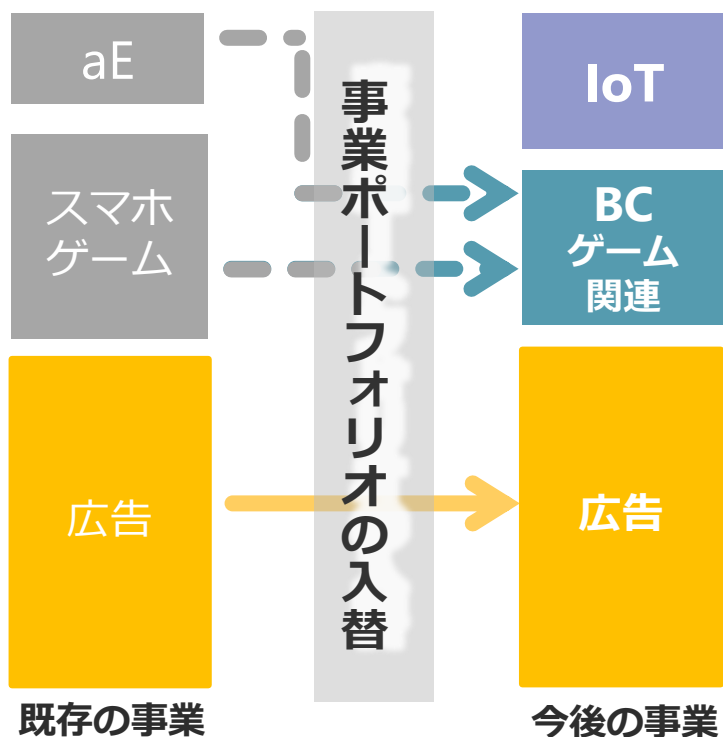 aE
スマホ
ゲーム
広告
既存の事業
事業ポートフォリオの入替
IoT
BC
ゲーム
関連
広告
今後の事業